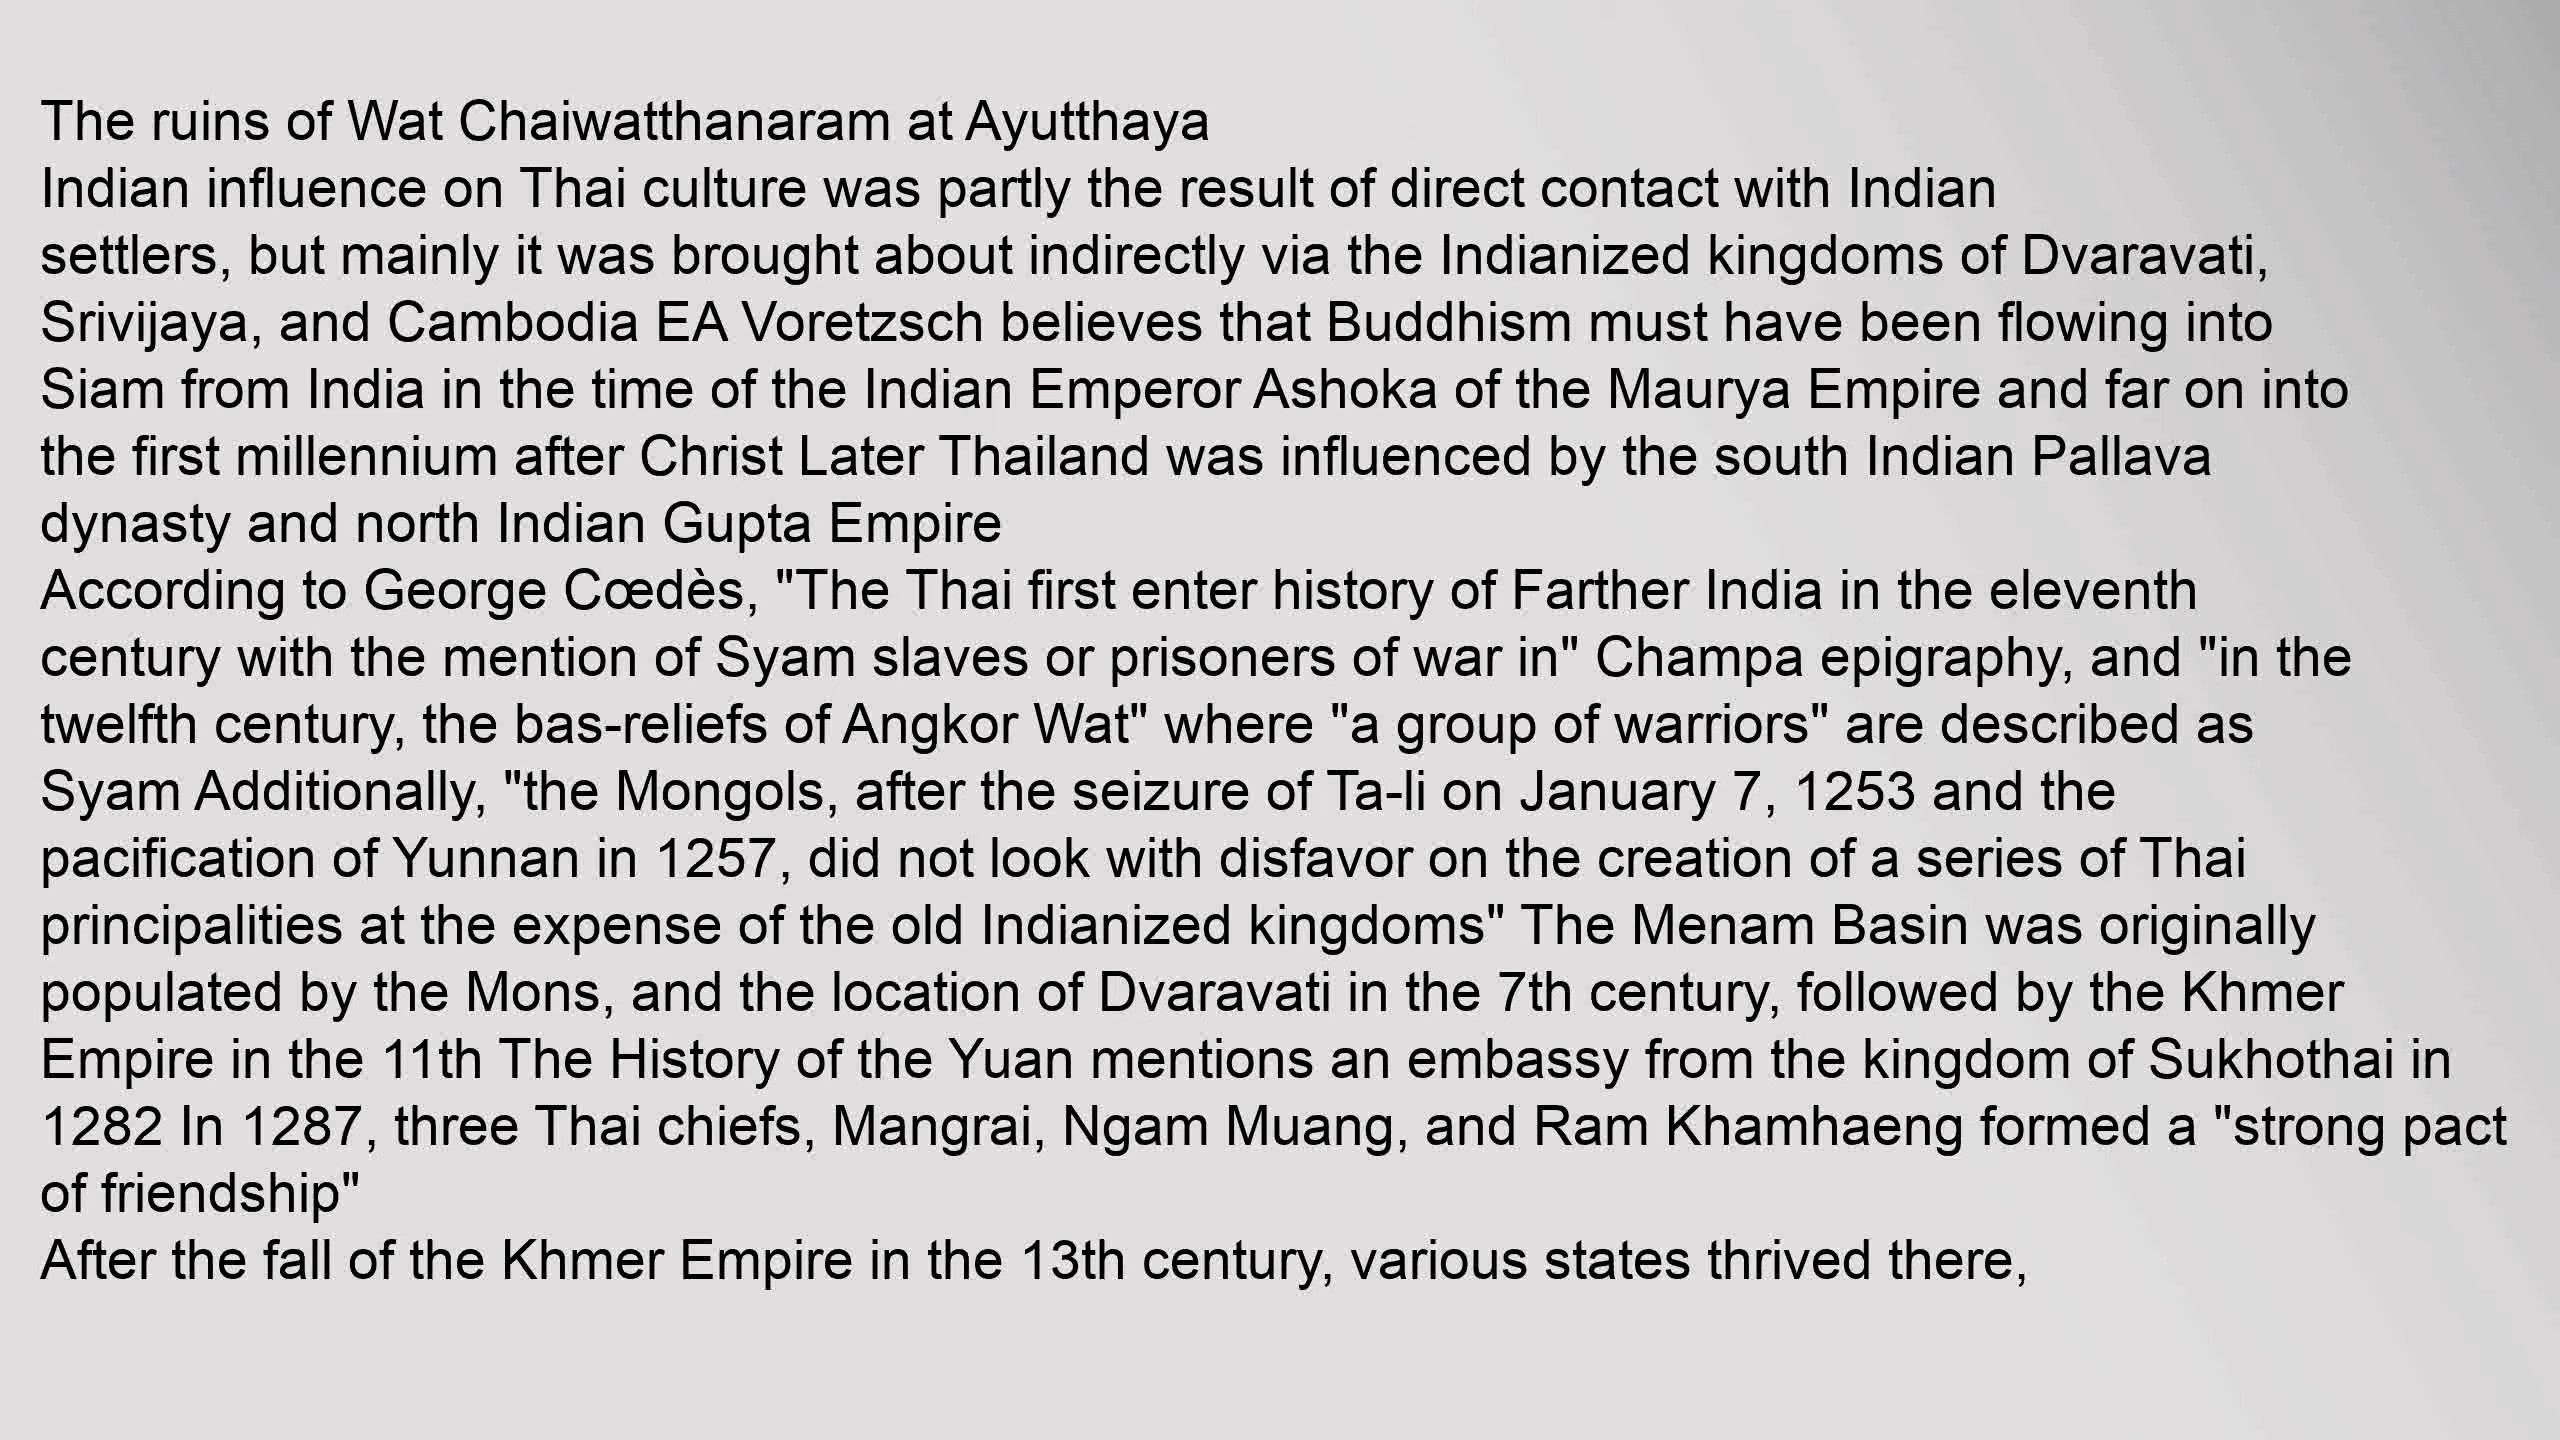 The ruins of Wat Chaiwatthanaram at Ayutthaya
Indian influence on Thai culture was partly the result of direct contact with Indian
settlers, but mainly it was brought about indirectly via the Indianized kingdoms of Dvaravati,
Srivijaya, and Cambodia EA Voretzsch believes that Buddhism must have been flowing into
Siam from India in the time of the Indian Emperor Ashoka of the Maurya Empire and far on into
the first millennium after Christ Later Thailand was influenced by the south Indian Pallava
dynasty and north Indian Gupta Empire
According to George Cœdès, "The Thai first enter history of Farther India in the eleventh
century with the mention of Syam slaves or prisoners of war in" Champa epigraphy, and "in the
twelfth century, the bas-reliefs of Angkor Wat" where "a group of warriors" are described as
Syam Additionally, "the Mongols, after the seizure of Ta-li on January 7, 1253 and the
pacification of Yunnan in 1257, did not look with disfavor on the creation of a series of Thai
principalities at the expense of the old Indianized kingdoms" The Menam Basin was originally
populated by the Mons, and the location of Dvaravati in the 7th century, followed by the Khmer
Empire in the 11th The History of the Yuan mentions an embassy from the kingdom of Sukhothai in
1282 In 1287, three Thai chiefs, Mangrai, Ngam Muang, and Ram Khamhaeng formed a "strong pact
of friendship"
After the fall of the Khmer Empire in the 13th century, various states thrived there,